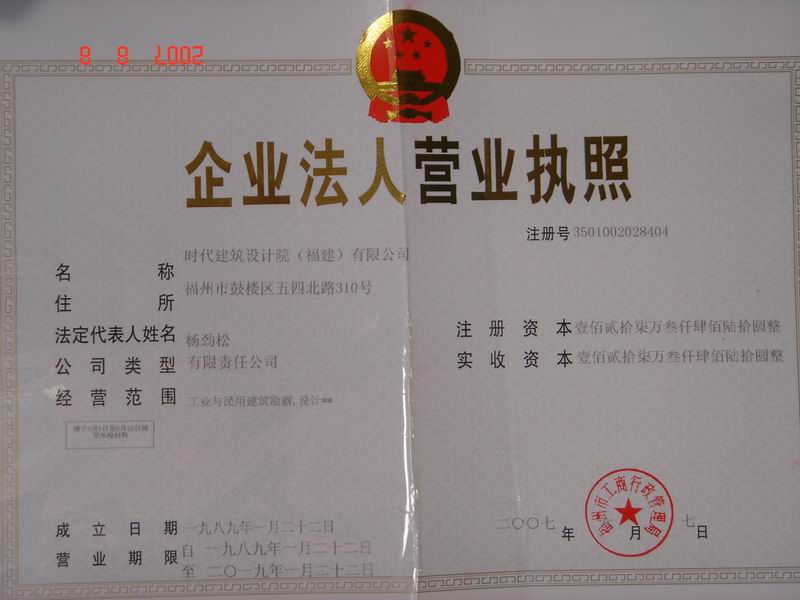 8 8 2007
企业法人营业执照
注册号3501002028404
名称 时代建筑设计院（福建）有限公司
住所 福州市鼓楼区五四北路310号
法定代表人姓名 杨劲松
注册资本 壹佰贰拾柒万叁仟肆佰陆拾圆整
公司类型 有限责任公司
实收资本 壹佰贰拾柒万叁仟肆佰陆拾圆整
经营范围 工业与民用建筑勘察,设计**
成立日期 一九八九年一月二十二日
营业期限 自 一九八九年一月二十二日
至 二〇一九年一月二十二日
二〇〇七年 月 七日
福州市工商行政管理局